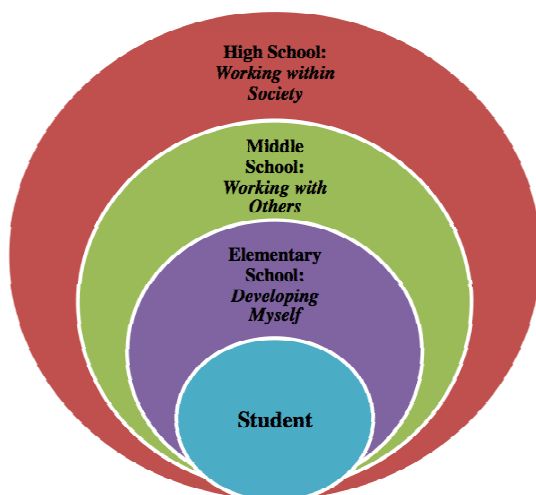 High School:
Working within
Society
Middle
School:
Working with
Others
Elementary
School:
Developing
Myself
Student